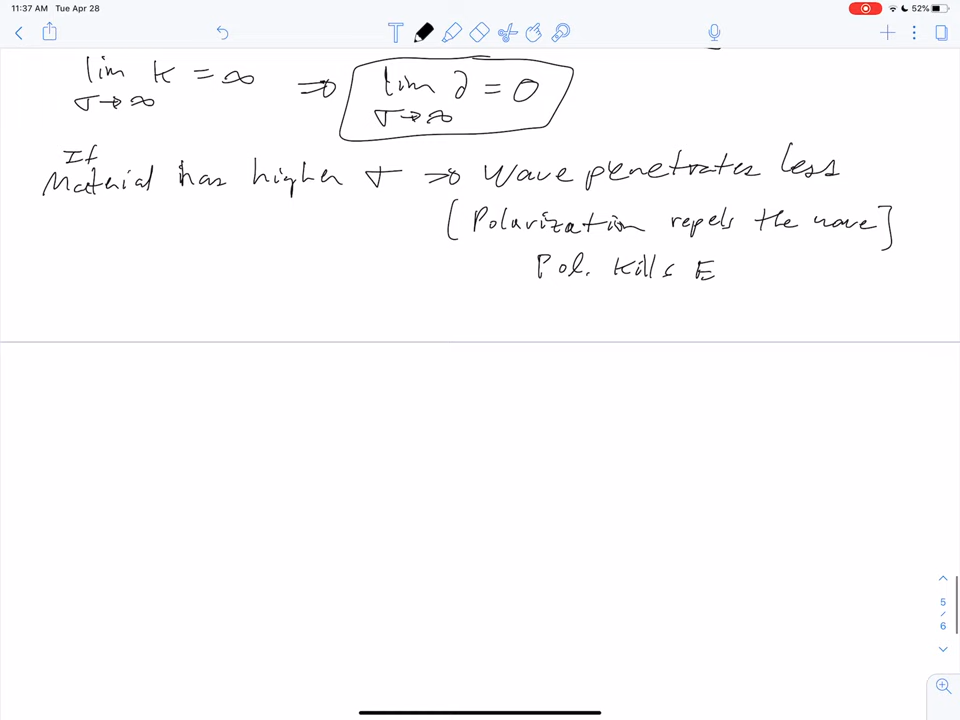 11:37 AM Tue Apr 28
52%
lim k = ∞ ⇒ lim ∂ = 0
σ→∞ σ→∞
If
Material has higher σ ⇒ wave penetrates less
[Polarization repels the wave]
Pol. kills E
5
/
6